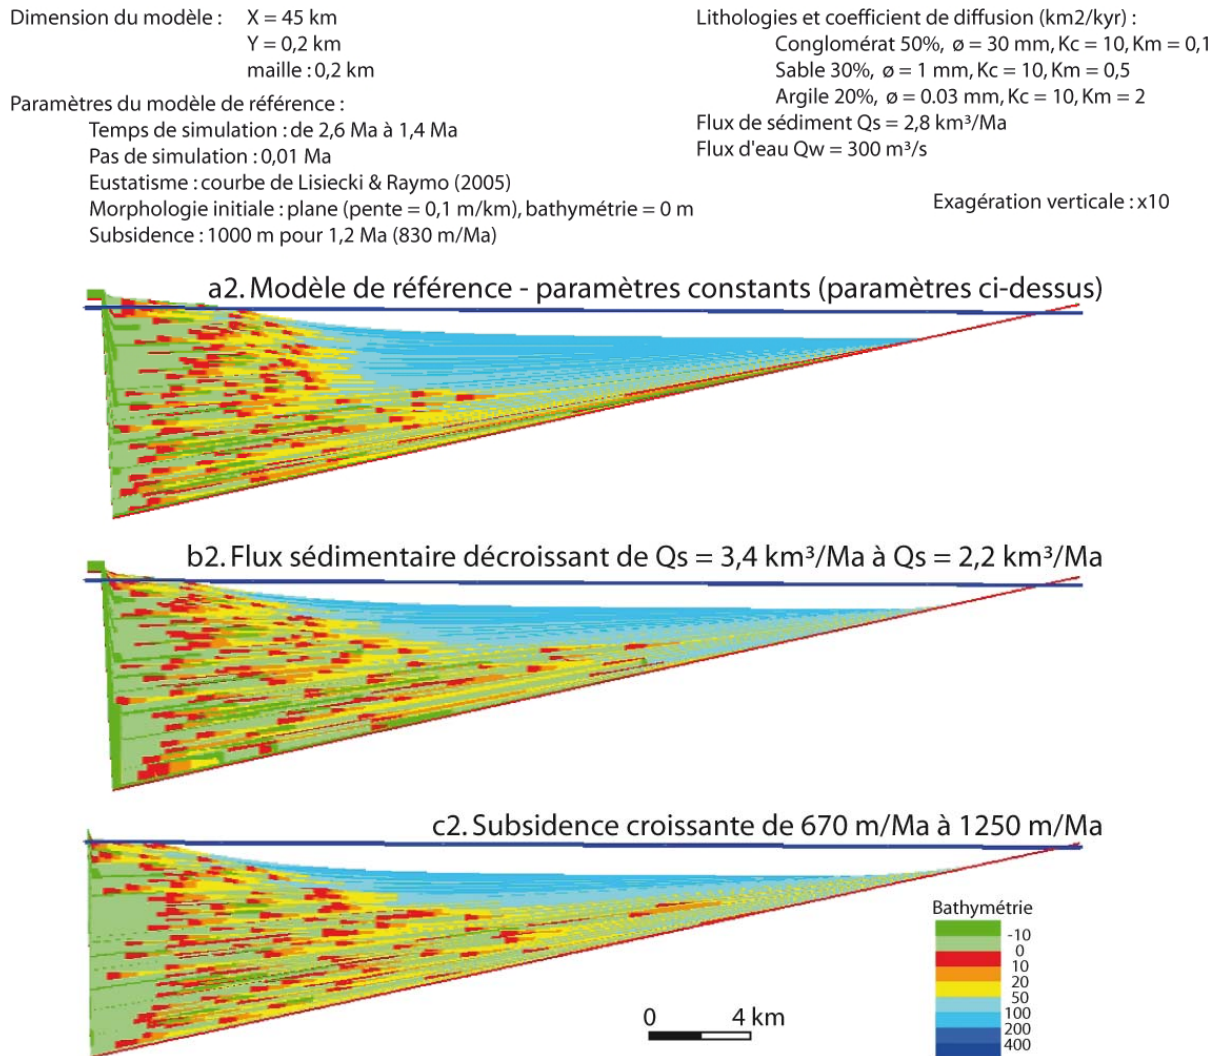 Dimension du modèle : X = 45 km
Y = 0,2 km
maille : 0,2 km
Paramètres du modèle de référence :
Temps de simulation : de 2,6 Ma à 1,4 Ma
Pas de simulation : 0,01 Ma
Eustatisme : courbe de Lisiecki & Raymo (2005)
Morphologie initiale : plane (pente = 0,1 m/km), bathymétrie = 0 m
Subsidence : 1000 m pour 1,2 Ma (830 m/Ma)
Lithologies et coefficient de diffusion (km2/kyr) :
Conglomérat 50%, ø = 30 mm, Kc = 10, Km = 0,1
Sable 30%, ø = 1 mm, Kc = 10, Km = 0,5
Argile 20%, ø = 0.03 mm, Kc = 10, Km = 2
Flux de sédiment Qs = 2,8 km³/Ma
Flux d'eau Qw = 300 m³/s
Exagération verticale : x10
a2. Modèle de référence - paramètres constants (paramètres ci-dessus)
b2. Flux sédimentaire décroissant de Qs = 3,4 km³/Ma à Qs = 2,2 km³/Ma
c2. Subsidence croissante de 670 m/Ma à 1250 m/Ma
Bathymétrie
-10
0
10
20
50
100
200
400
0 4 km